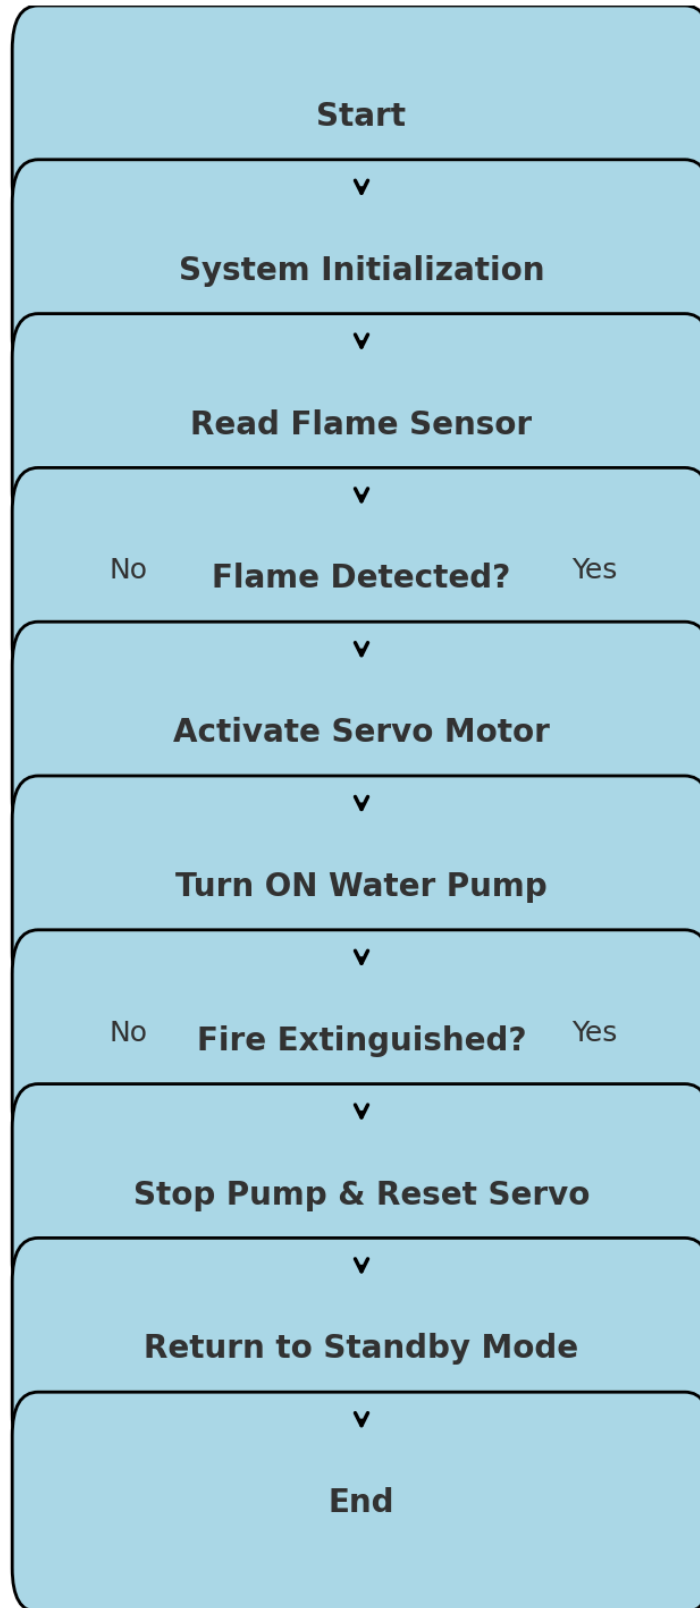 Start
System Initialization
Read Flame Sensor
No Flame Detected? Yes
Activate Servo Motor
Turn ON Water Pump
No Fire Extinguished? Yes
Stop Pump & Reset Servo
Return to Standby Mode
End